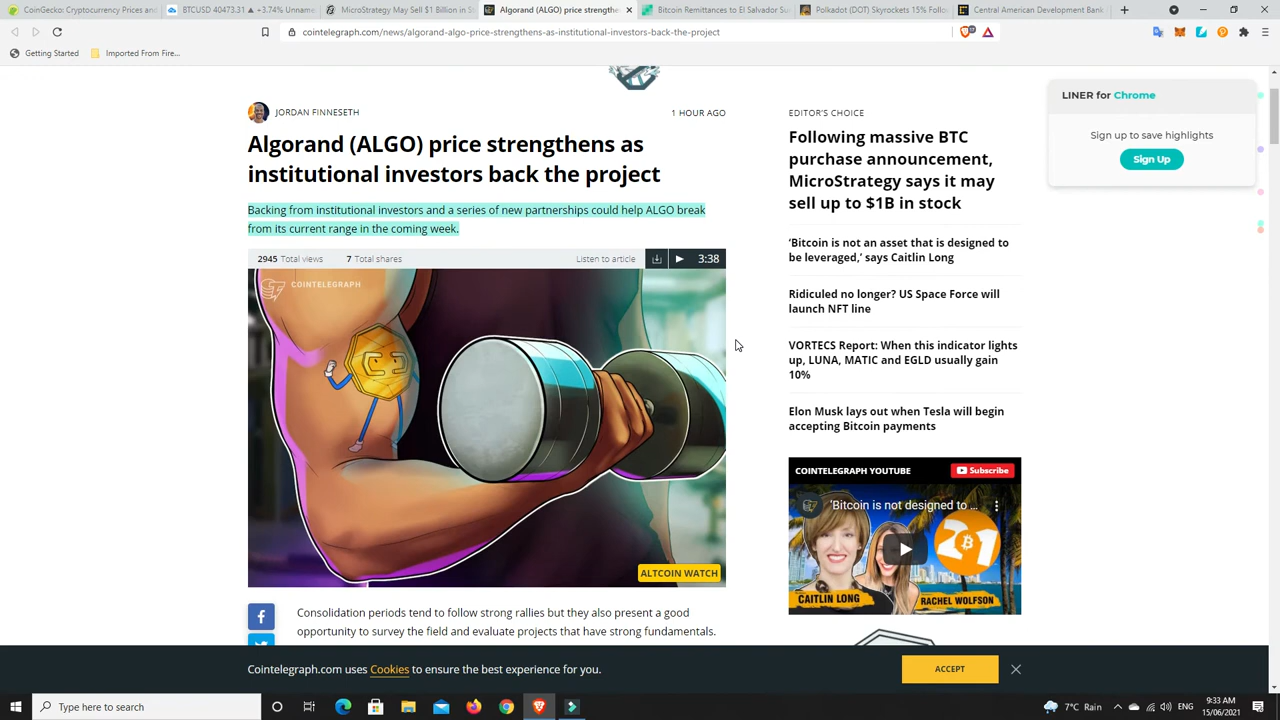 CoinGecko: Cryptocurrency Prices and
BTCUSD 40473.31 ▲ +3.74% Unname
MicroStrategy May Sell $1 Billion in St
Algorand (ALGO) price strengthens
Bitcoin Remittances to El Salvador Su
Polkadot (DOT) Skyrockets 15% Follo
Central American Development Bank
cointelegraph.com/news/algorand-algo-price-strengthens-as-institutional-investors-back-the-project
Getting Started
Imported From Fire...
JORDAN FINNESETH
1 HOUR AGO
Algorand (ALGO) price strengthens as
institutional investors back the project
Backing from institutional investors and a series of new partnerships could help ALGO break
from its current range in the coming week.
2945 Total views
7 Total shares
Listen to article
3:38
COINTELEGRAPH
ALTCOIN WATCH
Consolidation periods tend to follow strong rallies but they also present a good
opportunity to survey the field and evaluate projects that have strong fundamentals.
EDITOR'S CHOICE
Following massive BTC
purchase announcement,
MicroStrategy says it may
sell up to $1B in stock
'Bitcoin is not an asset that is designed to
be leveraged,' says Caitlin Long
Ridiculed no longer? US Space Force will
launch NFT line
VORTECS Report: When this indicator lights
up, LUNA, MATIC and EGLD usually gain
10%
Elon Musk lays out when Tesla will begin
accepting Bitcoin payments
COINTELEGRAPH YOUTUBE
Subscribe
'Bitcoin is not designed to ...
21
CAITLIN LONG
RACHEL WOLFSON
LINER for Chrome
Sign up to save highlights
Sign Up
Cointelegraph.com uses Cookies to ensure the best experience for you.
ACCEPT
Type here to search
7°C Rain
ENG
9:33 AM
15/06/2021